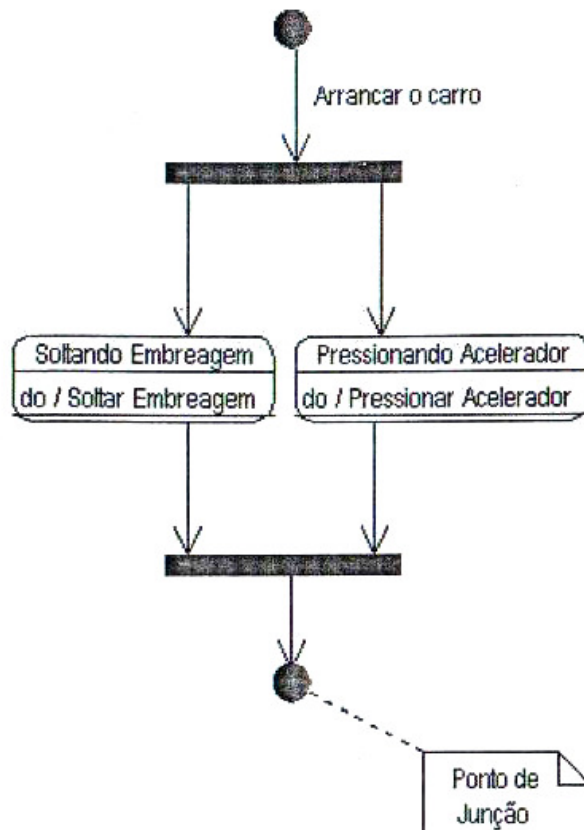 Arrancar o carro
Soltando Embreagem
do / Soltar Embreagem
Pressionando Acelerador
do / Pressionar Acelerador
Ponto de
Junção